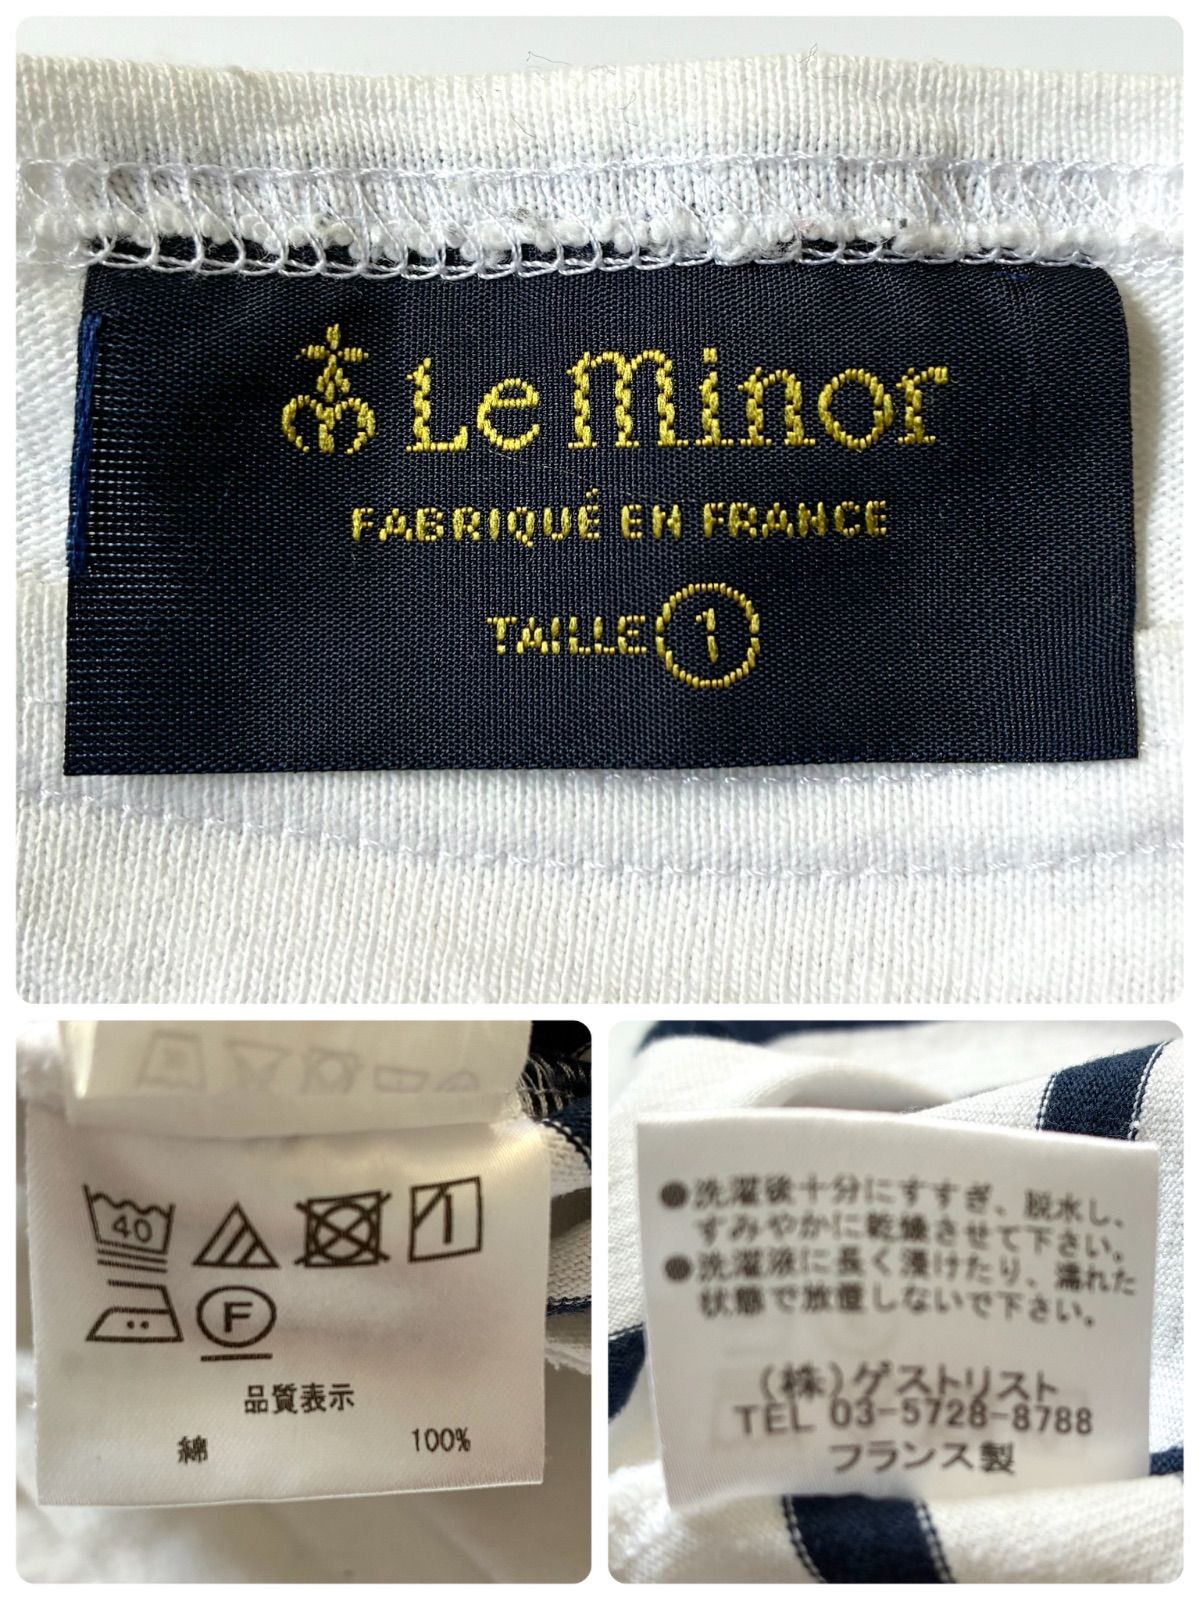 Le Minor
FABRIQUÉ EN FRANCE
TAILLE 1
40
F
品質表示
綿 100%
●洗濯後十分にすすぎ、脱水し、
すみやかに乾燥させて下さい。
●洗濯液に長く浸けたり、濡れた
状態で放置しないで下さい。
(株)ゲストリスト
TEL 03-5728-8788
フランス製